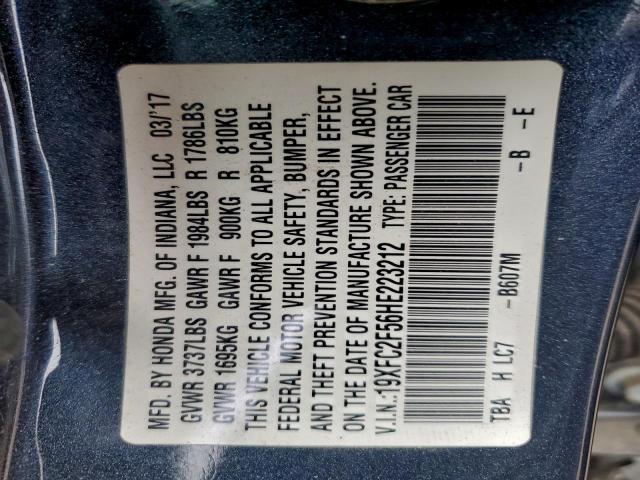 MFD. BY HONDA MFG. OF INDIANA, LLC 03/'17
GVWR 3737LBS GAWR F 1984LBS R 1786LBS
GVWR 1695KG GAWR F 900KG R 810KG
THIS VEHICLE CONFORMS TO ALL APPLICABLE
FEDERAL MOTOR VEHICLE SAFETY, BUMPER,
AND THEFT PREVENTION STANDARDS IN EFFECT
ON THE DATE OF MANUFACTURE SHOWN ABOVE.
V.I.N.: 19XFC2F56HE223212 TYPE: PASSENGER CAR
TBA H LC7 -B607M -B -E